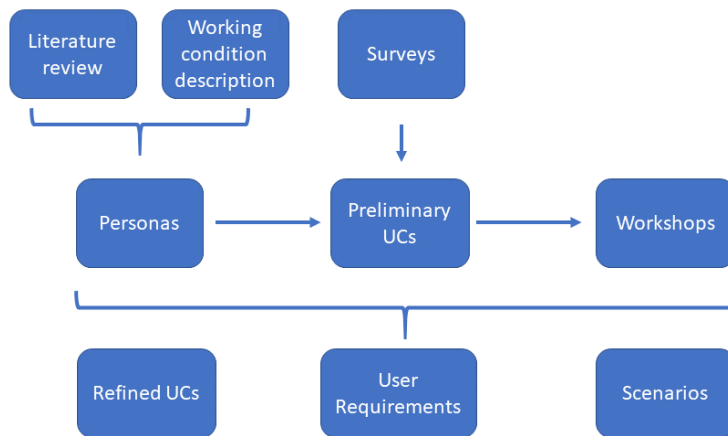 Literature
review
Working
condition
description
Surveys
Personas
Preliminary
UCs
Workshops
Refined UCs
User
Requirements
Scenarios